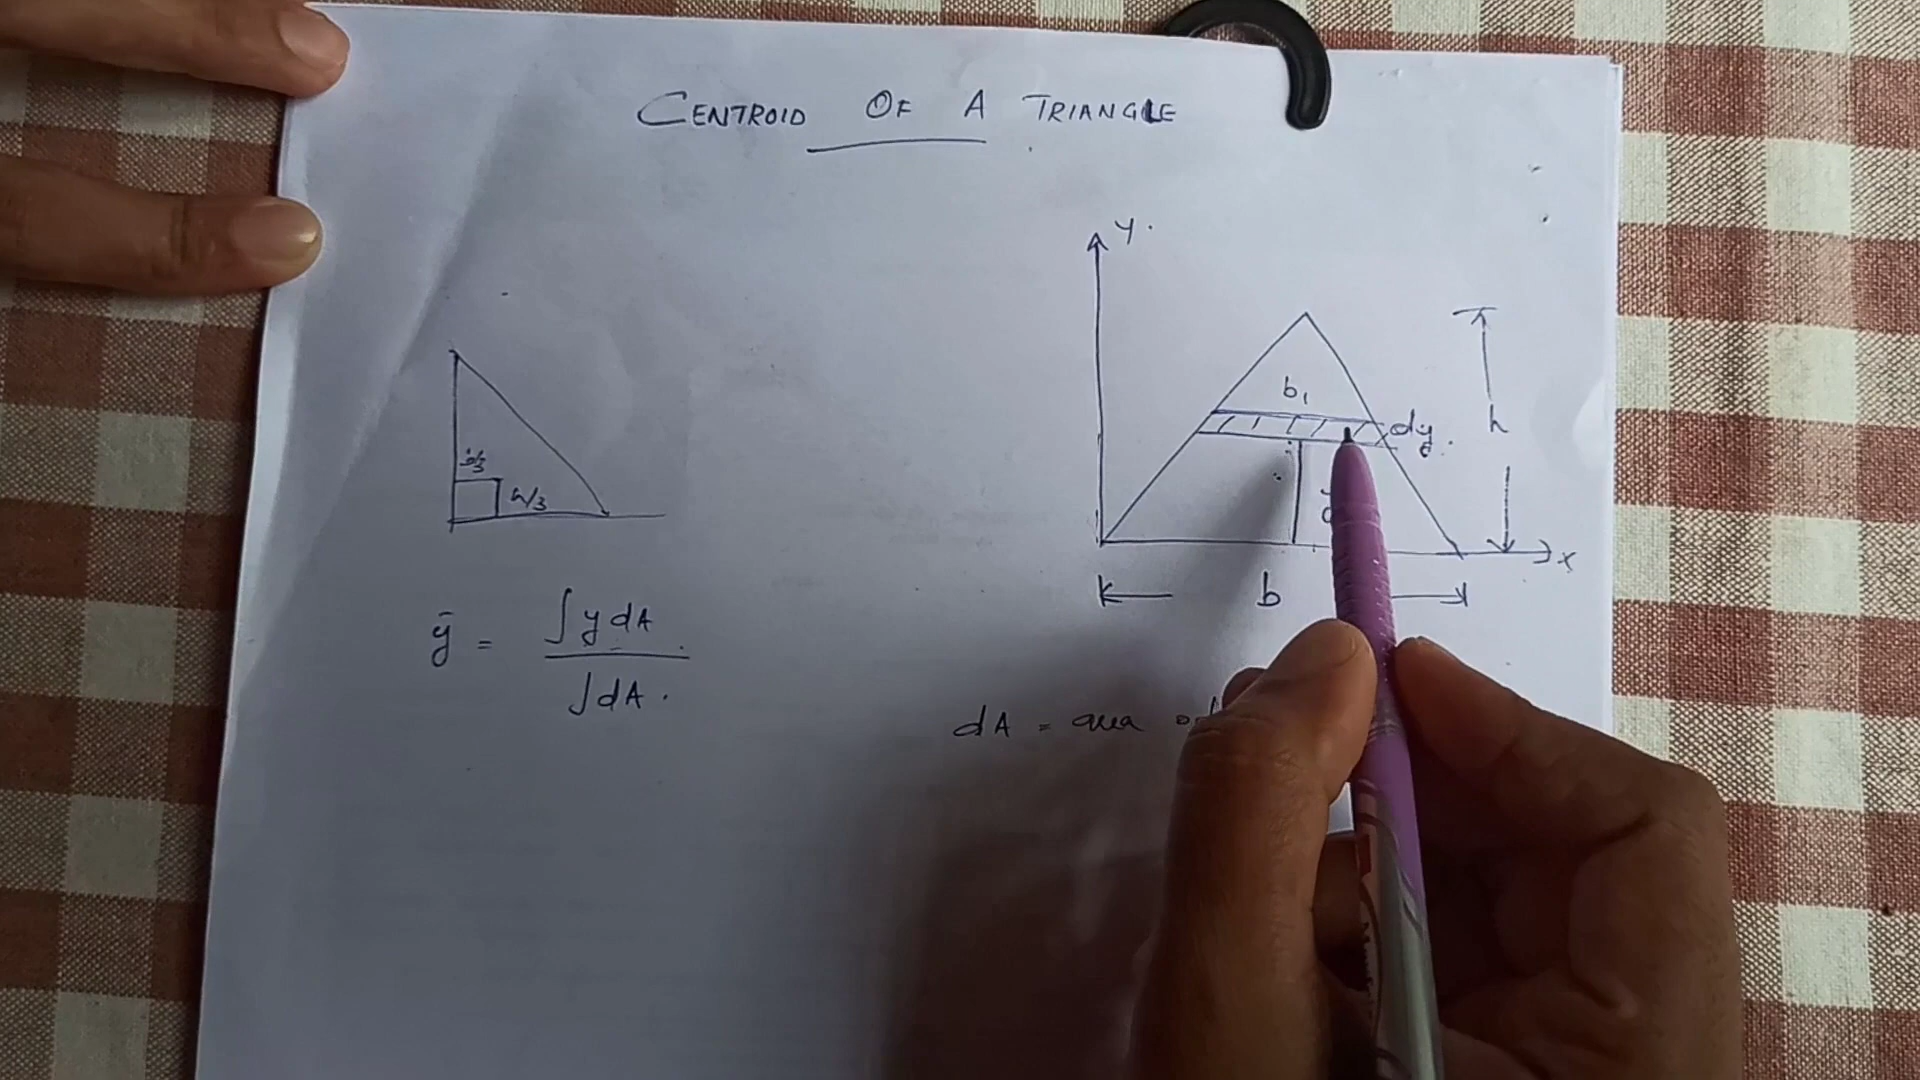 CENTROID OF A TRIANGLE
y.
b₁
dy.
h
b/3
h/3
x
b
ȳ = ∫ y dA / ∫ dA.
dA = area